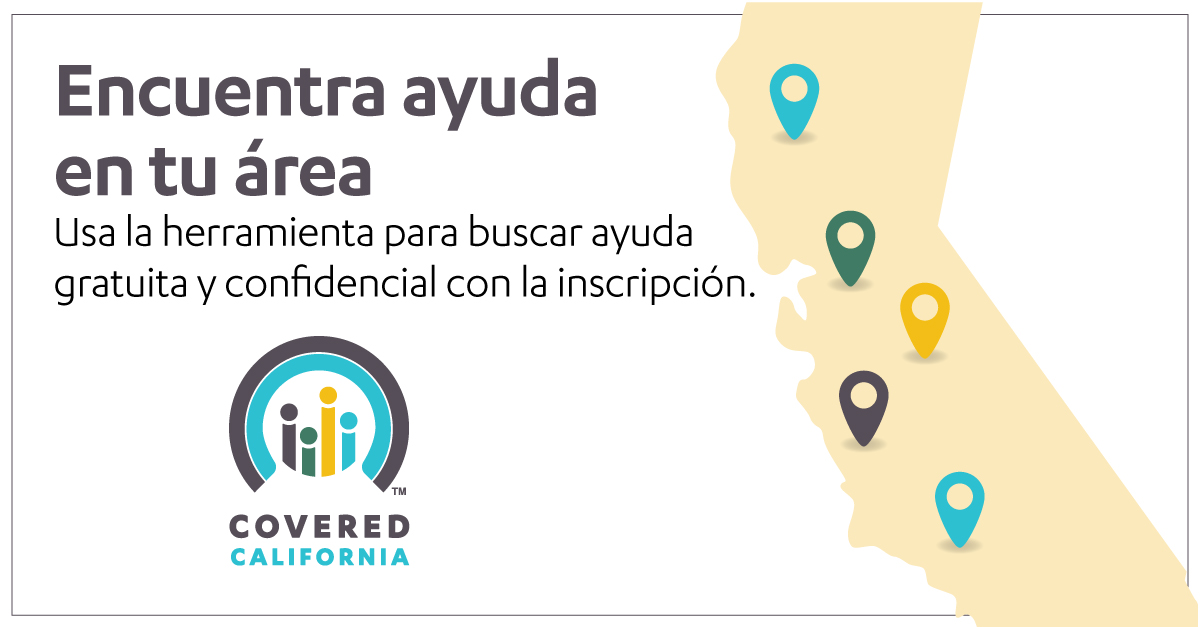 Encuentra ayuda
en tu área
Usa la herramienta para buscar ayuda
gratuita y confidencial con la inscripción.
TM
COVERED
CALIFORNIA